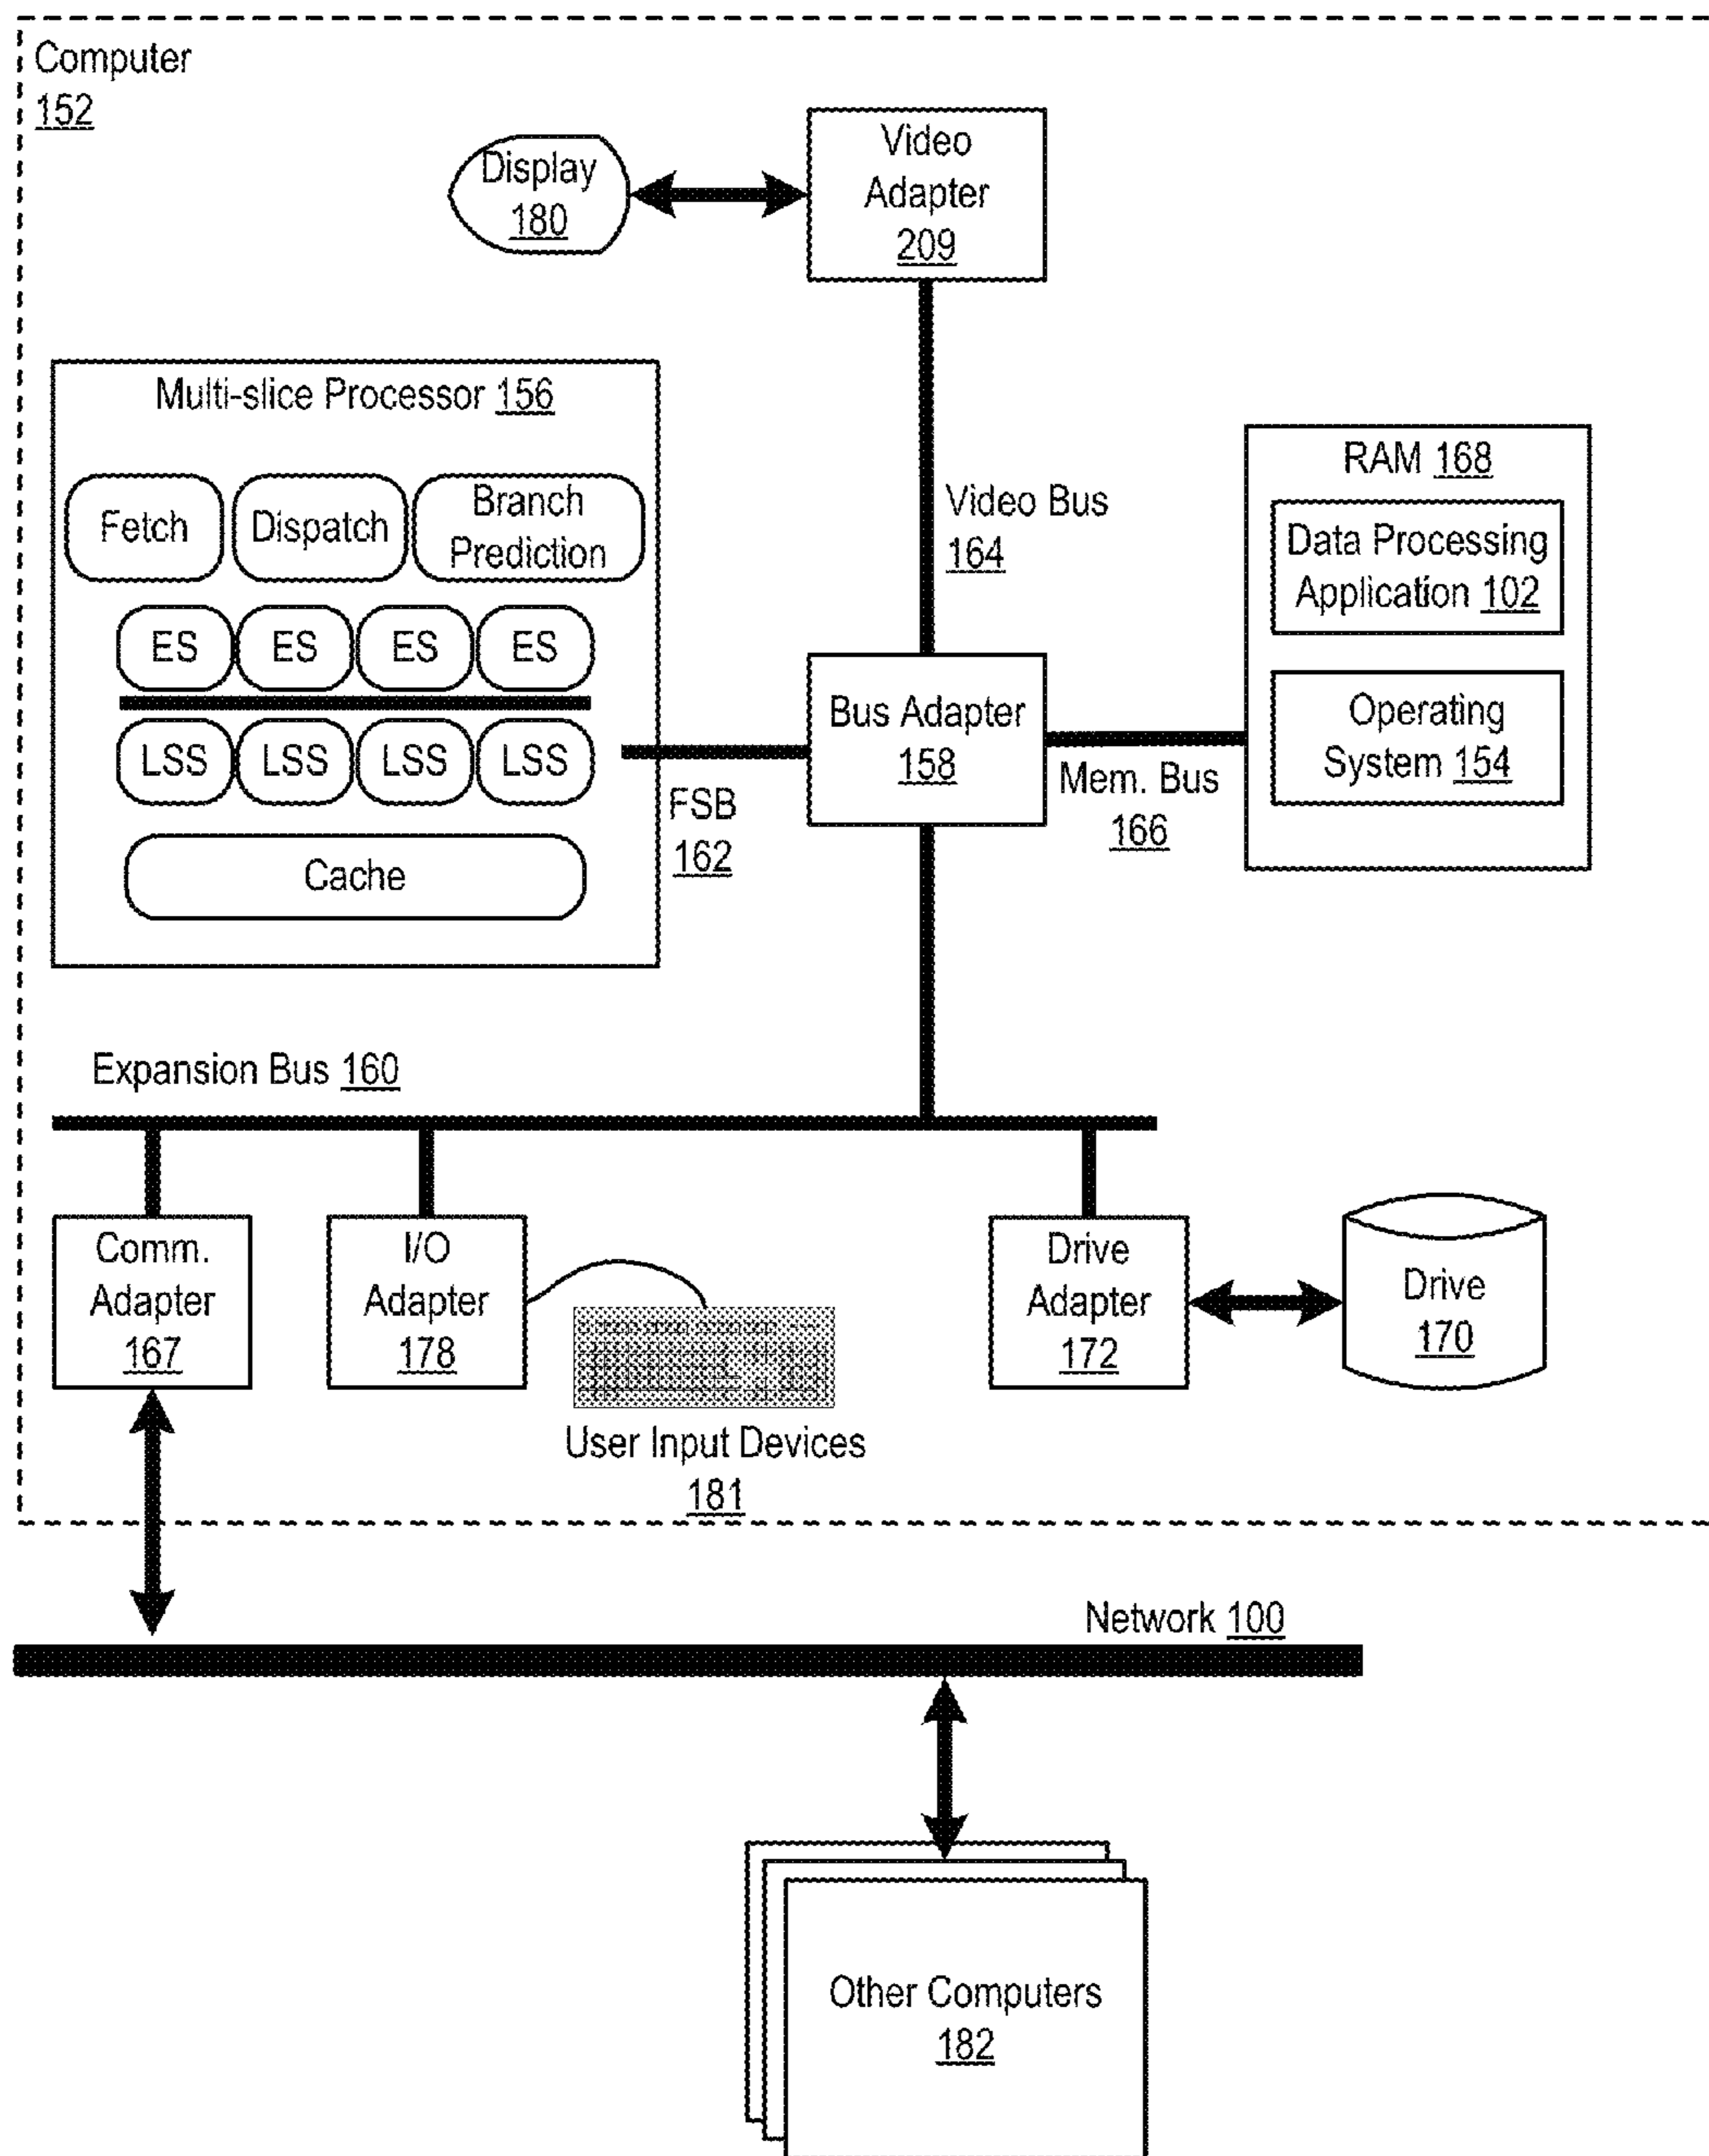 Computer
152
Display
180
Video
Adapter
209
Multi-slice Processor 156
Fetch
Dispatch
Branch
Prediction
ES
ES
ES
ES
LSS
LSS
LSS
LSS
Cache
FSB
162
Video Bus
164
Bus Adapter
158
Mem. Bus
166
RAM 168
Data Processing
Application 102
Operating
System 154
Expansion Bus 160
Comm.
Adapter
167
I/O
Adapter
178
User Input Devices
181
Drive
Adapter
172
Drive
170
Network 100
Other Computers
182